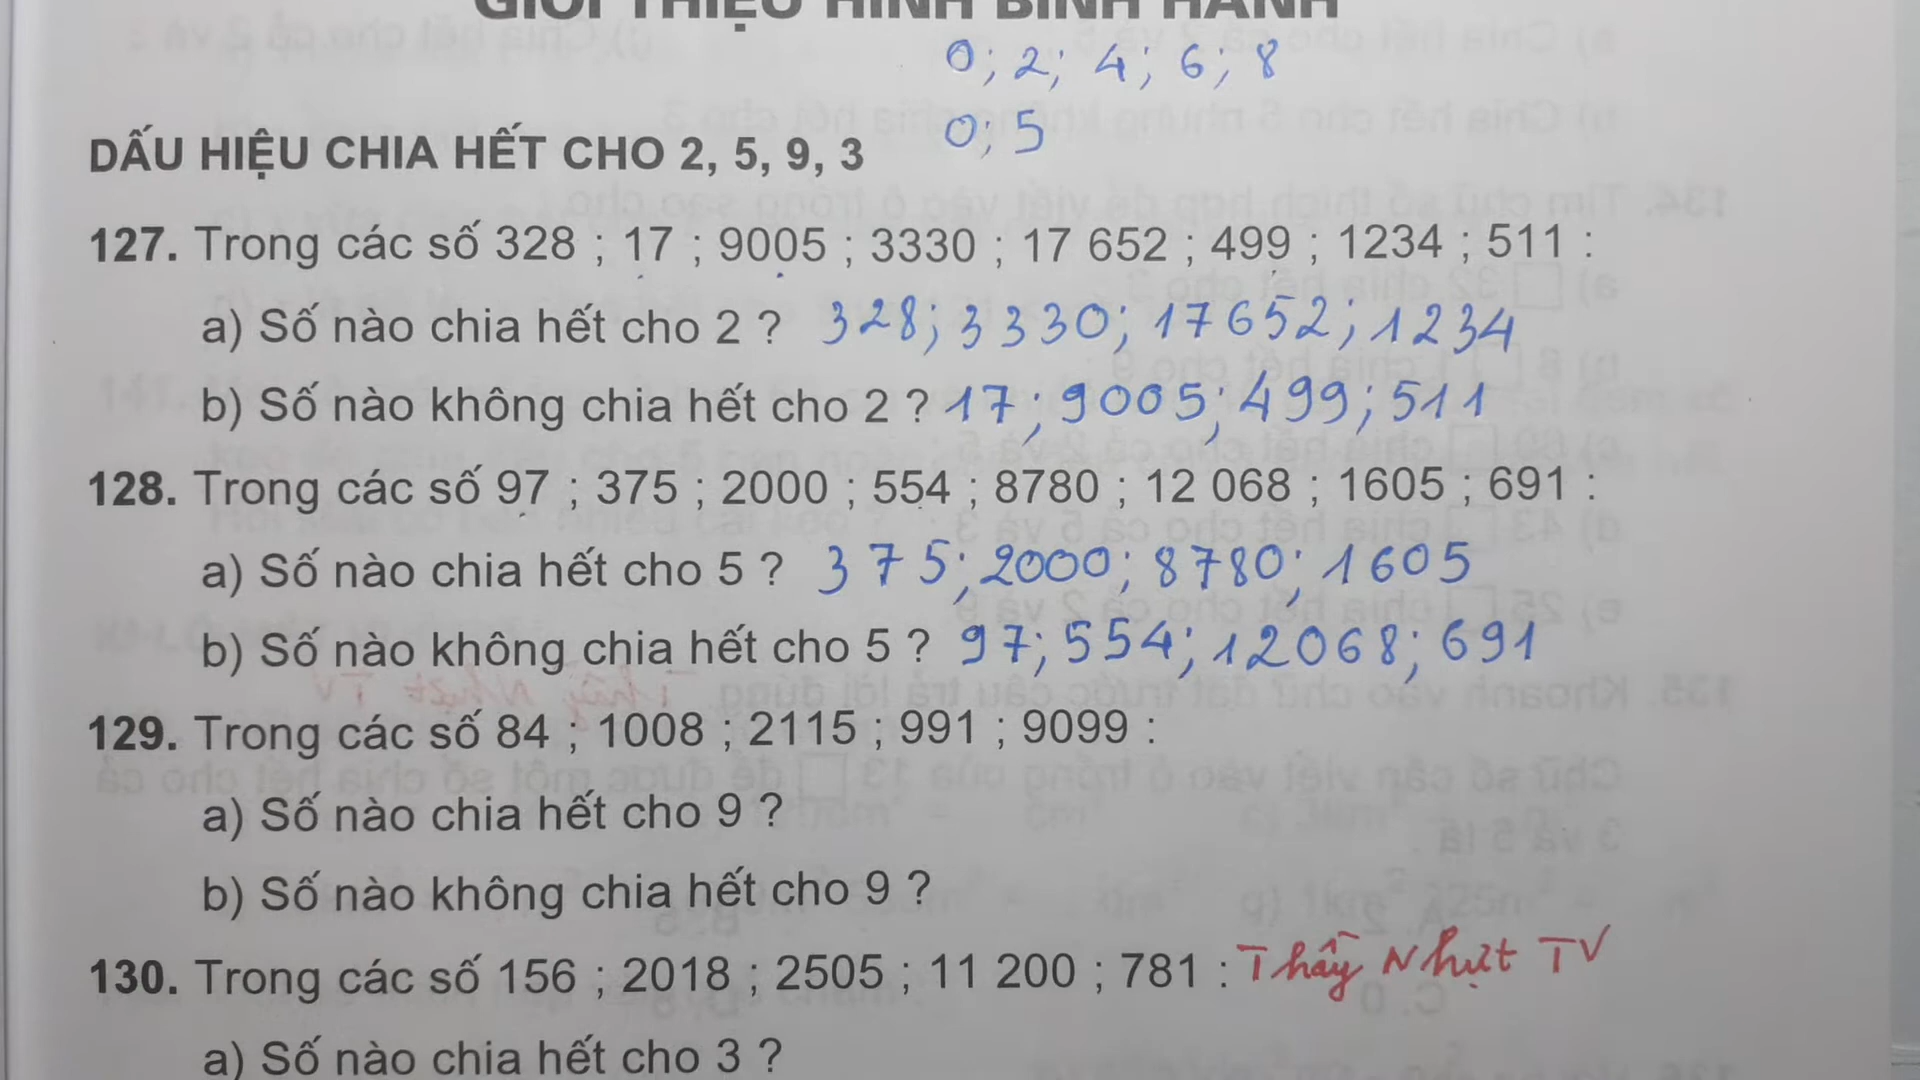 GIỚI THIỆU HÌNH BÌNH HÀNH
0; 2; 4; 6; 8
0; 5
DẤU HIỆU CHIA HẾT CHO 2, 5, 9, 3
127. Trong các số 328 ; 17 ; 9005 ; 3330 ; 17 652 ; 499 ; 1234 ; 511 :
a) Số nào chia hết cho 2 ? 328; 3330; 17652; 1234
b) Số nào không chia hết cho 2 ? 17; 9005; 499; 511
128. Trong các số 97 ; 375 ; 2000 ; 554 ; 8780 ; 12 068 ; 1605 ; 691 :
a) Số nào chia hết cho 5 ? 375; 2000; 8780; 1605
b) Số nào không chia hết cho 5 ? 97; 554; 12068; 691
129. Trong các số 84 ; 1008 ; 2115 ; 991 ; 9099 :
a) Số nào chia hết cho 9 ?
b) Số nào không chia hết cho 9 ?
130. Trong các số 156 ; 2018 ; 2505 ; 11 200 ; 781 : Thầy Nhựt TV
a) Số nào chia hết cho 3 ?